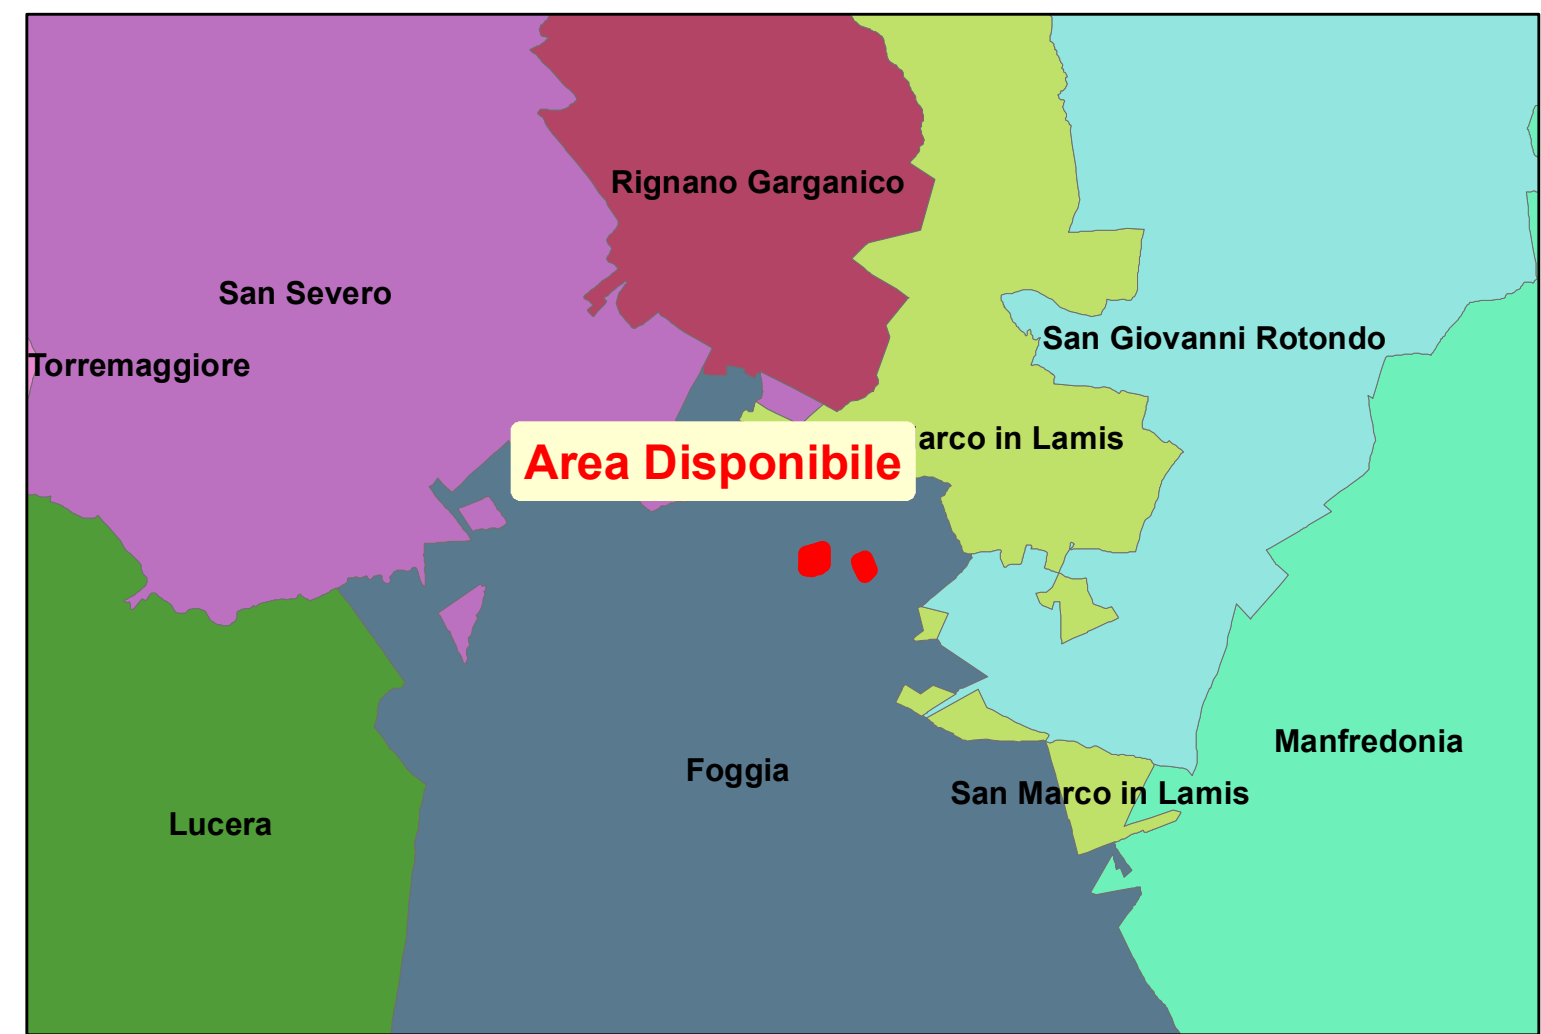 Rignano Garganico
San Severo
San Giovanni Rotondo
Torremaggiore
arco in Lamis
Area Disponibile
Manfredonia
Foggia
San Marco in Lamis
Lucera